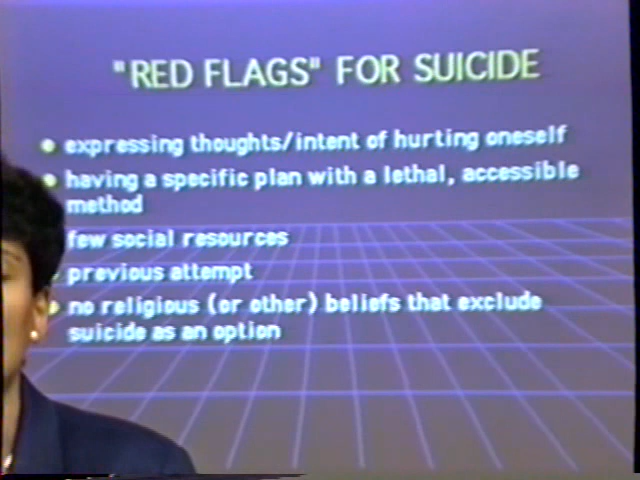 "RED FLAGS" FOR SUICIDE
• expressing thoughts/intent of hurting oneself
• having a specific plan with a lethal, accessible
method
few social resources
• previous attempt
• no religious (or other) beliefs that exclude
suicide as an option